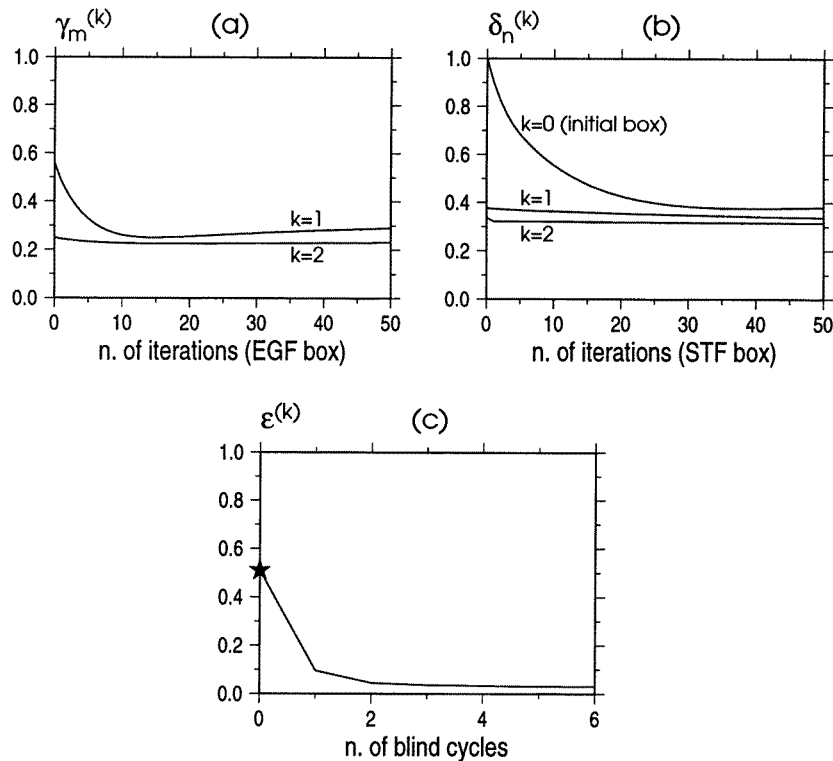 γm(k) (a)
1.0
0.8
0.6
0.4
0.2
0.0
k=1
k=2
0 10 20 30 40 50
n. of iterations (EGF box)
δn(k) (b)
1.0
0.8
0.6
0.4
0.2
0.0
k=0 (initial box)
k=1
k=2
0 10 20 30 40 50
n. of iterations (STF box)
ε(k) (c)
1.0
0.8
0.6
0.4
0.2
0.0
0 2 4 6
n. of blind cycles